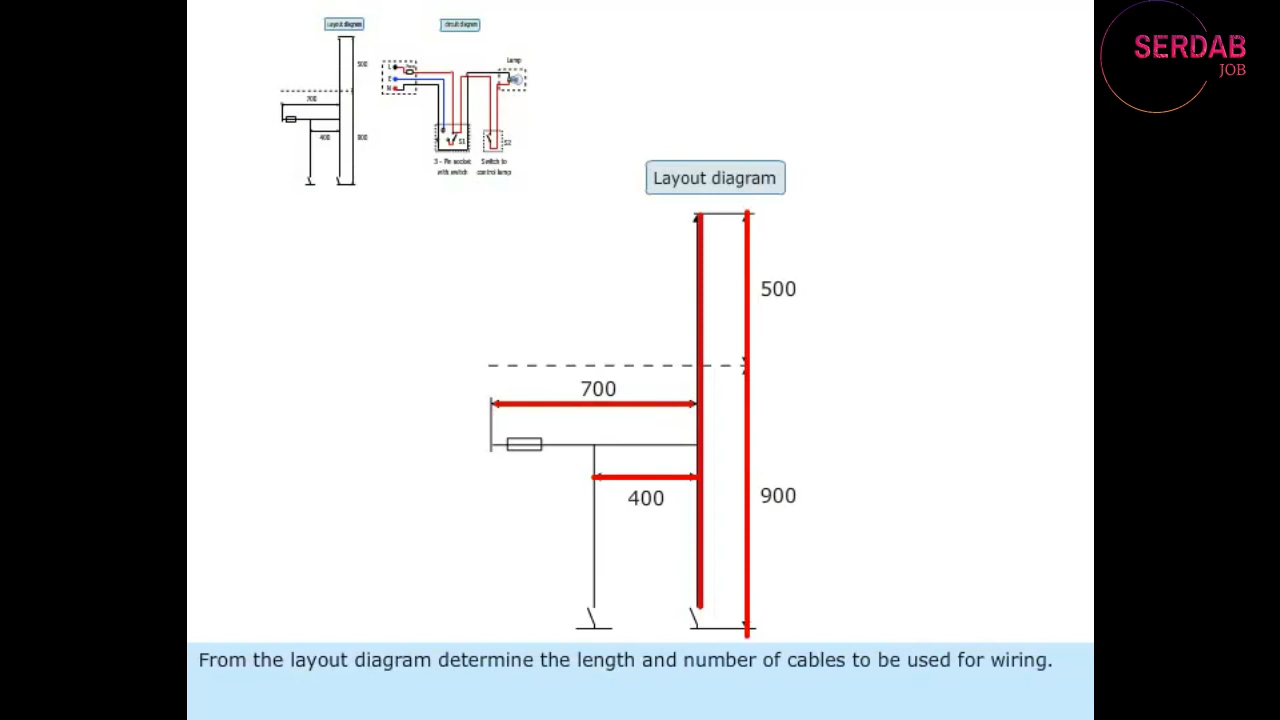 Layout diagram
circuit diagram
500
700
400
900
L
E
N
Lamp
S1
S2
3 - Pin socket
with switch
Switch to
control lamp
SERDAB
JOB
Layout diagram
500
700
400
900
From the layout diagram determine the length and number of cables to be used for wiring.